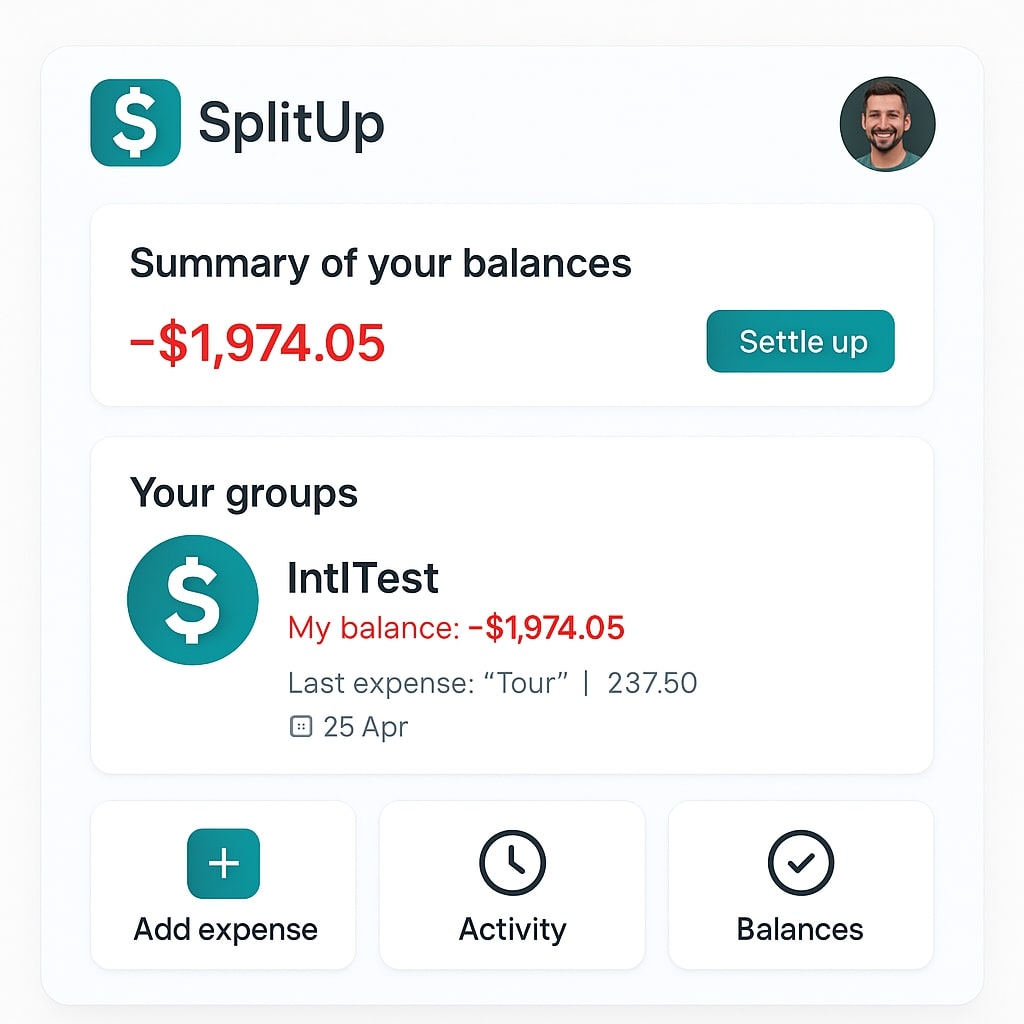 $ SplitUp
Summary of your balances
−$1,974.05
Settle up
Your groups
$
IntlTest
My balance: −$1,974.05
Last expense: “Tour” | 237.50
25 Apr
Add expense
Activity
Balances